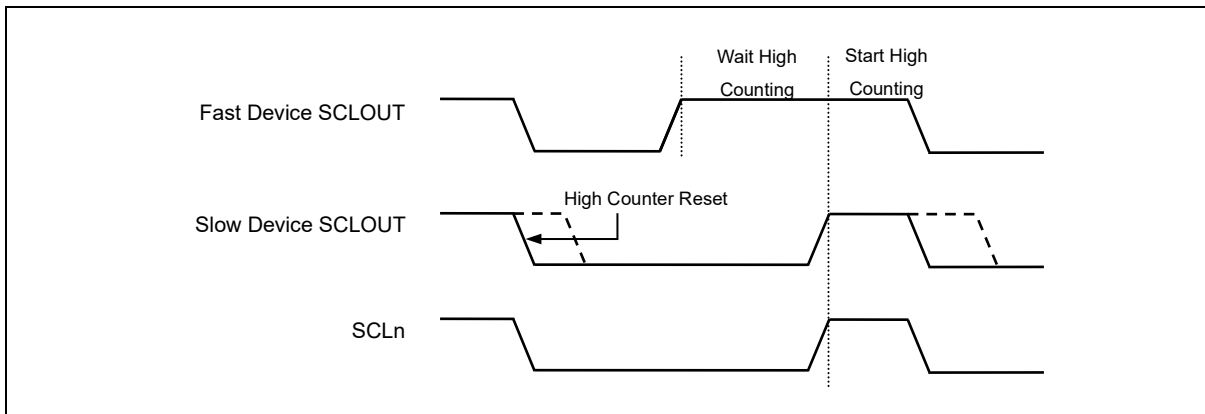 Wait High
Counting
Start High
Counting
Fast Device SCLOUT
High Counter Reset
Slow Device SCLOUT
SCLn